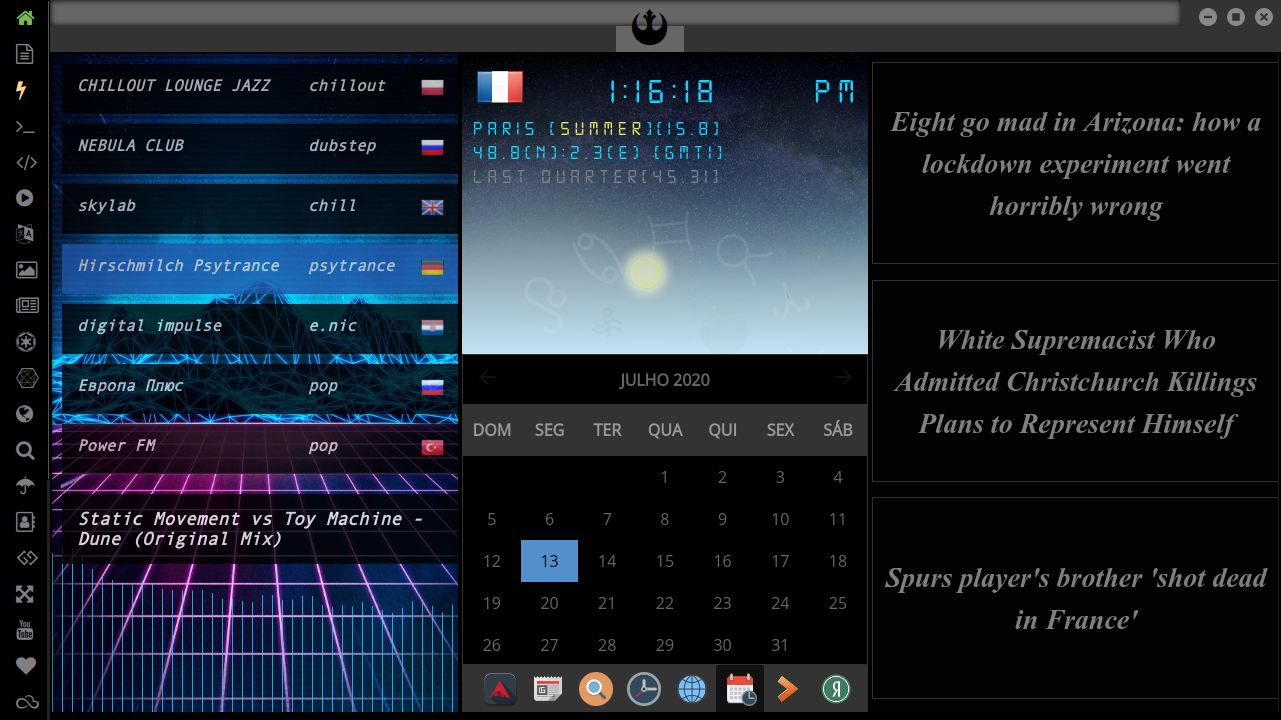 CHILLOUT LOUNGE JAZZ chillout
NEBULA CLUB dubstep
skylab chill
Hirschmilch Psytrance psytrance
digital impulse e.nic
Европа Плюс pop
Power FM pop
Static Movement vs Toy Machine -
Dune (Original Mix)
1:16:18 PM
PARIS [SUMMER](15.8)
48.8(N):2.3(E) [GMT1]
LAST QUARTER[45.31]
JULHO 2020
DOM SEG TER QUA QUI SEX SÁB
1 2 3 4
5 6 7 8 9 10 11
12 13 14 15 16 17 18
19 20 21 22 23 24 25
26 27 28 29 30 31
Eight go mad in Arizona: how a
lockdown experiment went
horribly wrong
White Supremacist Who
Admitted Christchurch Killings
Plans to Represent Himself
Spurs player's brother 'shot dead
in France'
You
Tube
Я